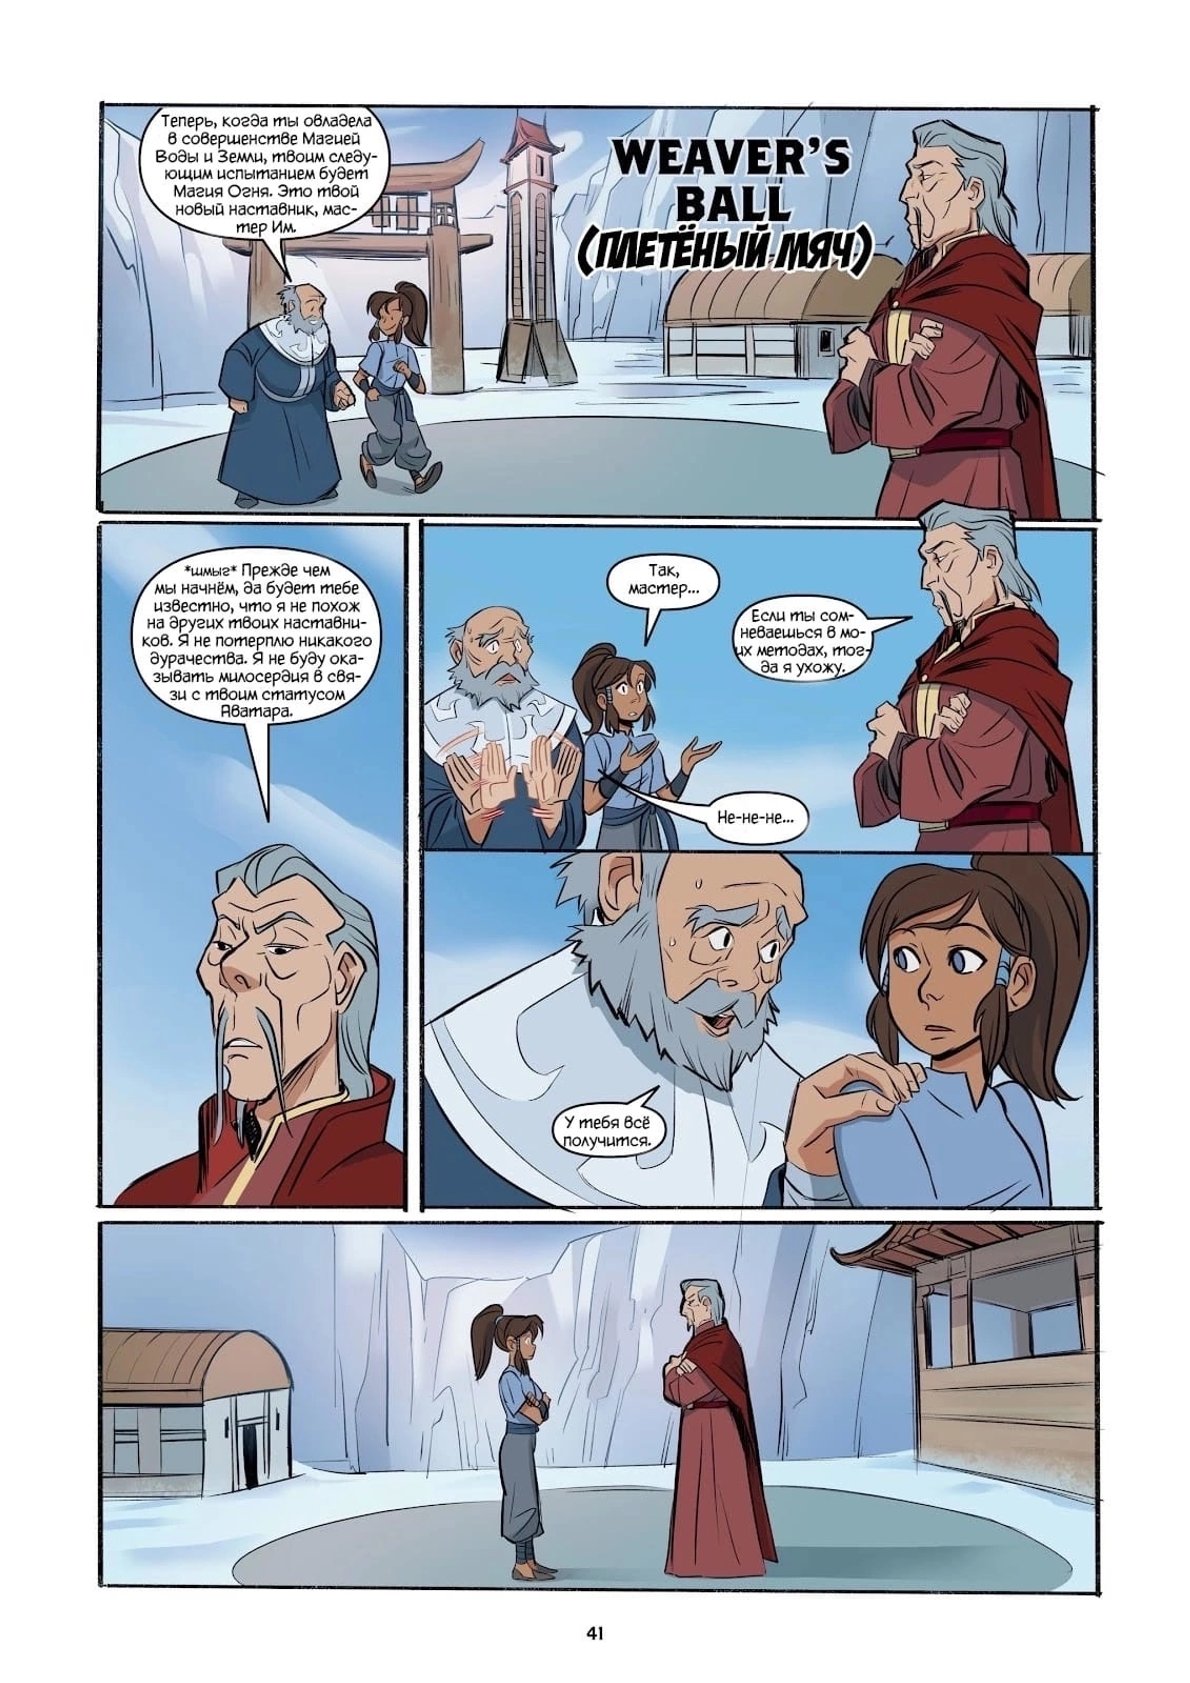 Теперь, когда ты овладела
в совершенстве Магией
Воды и Земли, твоим следу-
ющим испытанием будет
Магия Огня. Это твой
новый наставник, мас-
тер Им.
WEAVER'S
BALL
(ПЛЕТЁНЫЙ МЯЧ)
*шмыг* Прежде чем
мы начнём, да будет тебе
известно, что я не похож
на других твоих наставни-
ков. Я не потерплю никакого
дурачества. Я не буду ока-
зывать милосердия в свя-
зи с твоим статусом
Аватара.
Так,
мастер...
Если ты сом-
неваешься в мо-
их методах, тог-
да я ухожу.
Не-не-не...
У тебя всё
получится.
41